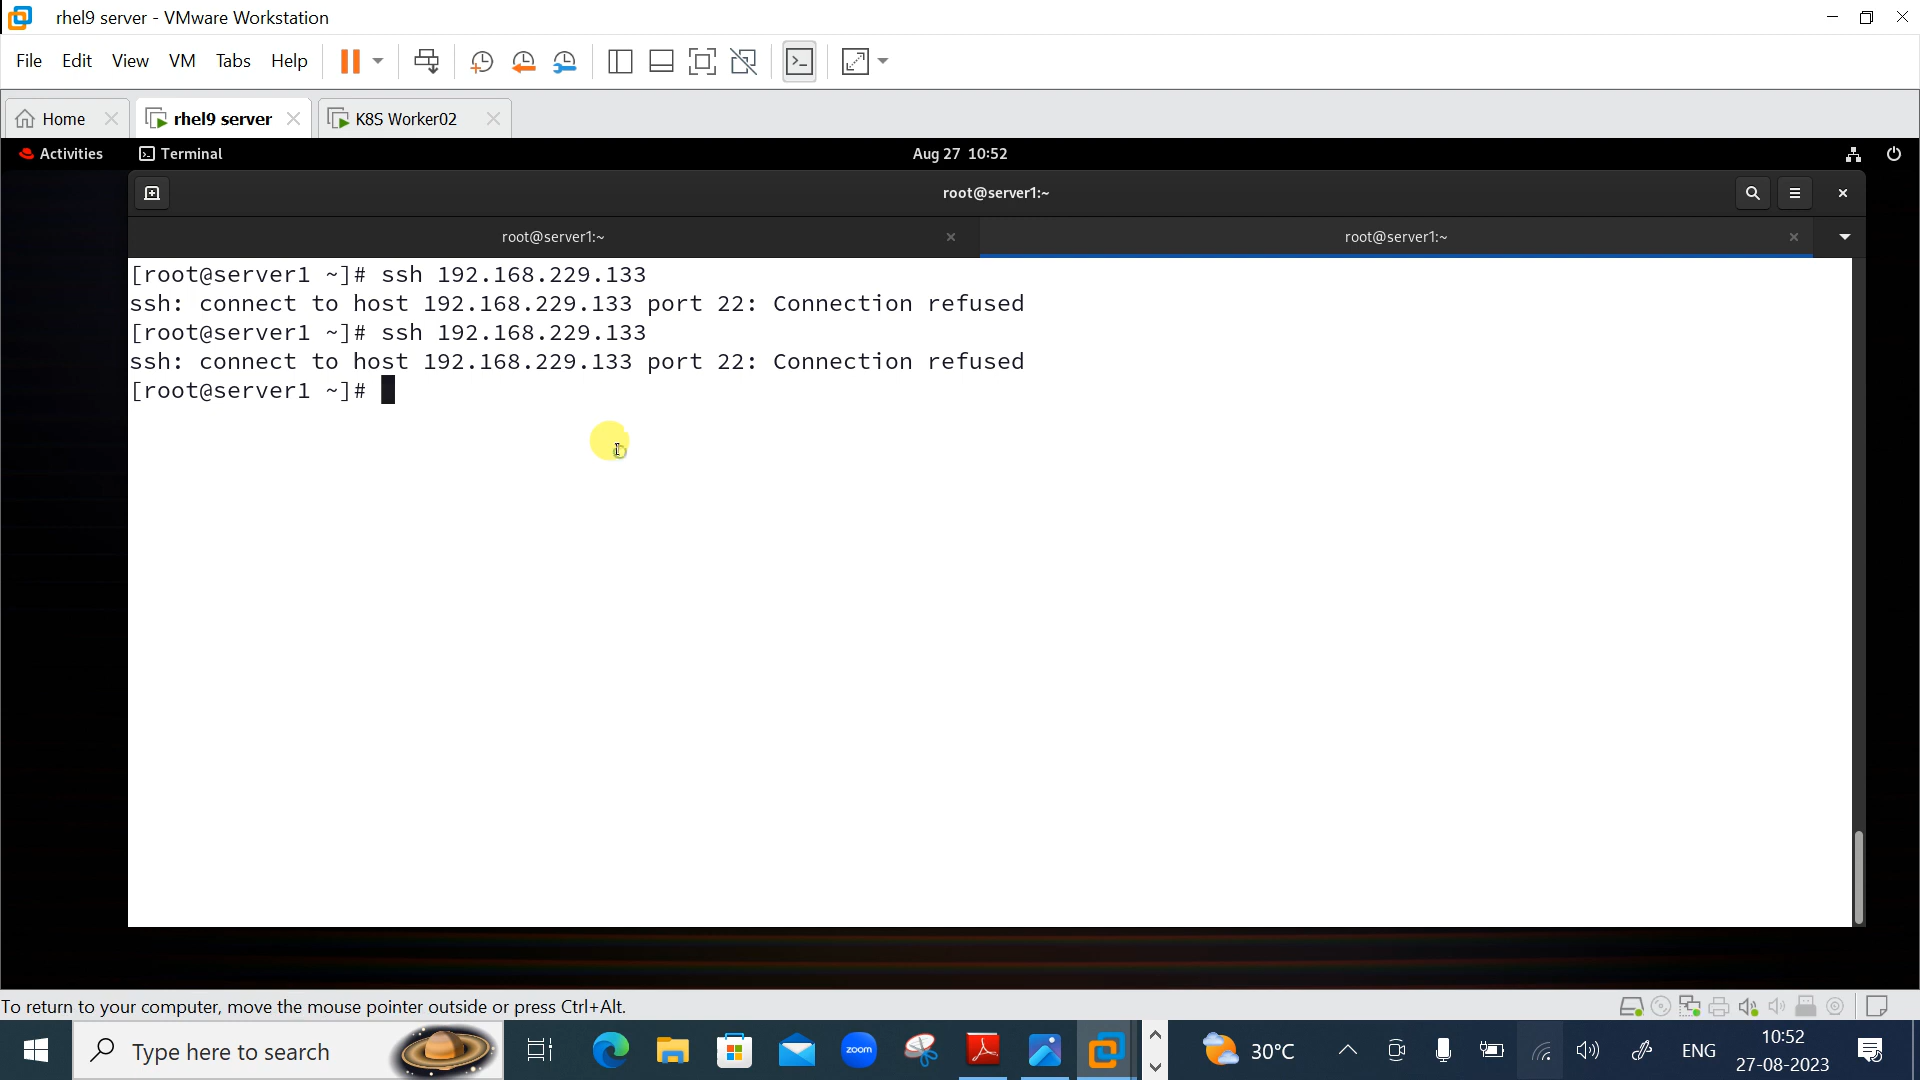 rhel9 server - VMware Workstation
File Edit View VM Tabs Help
Home rhel9 server K8S Worker02
Activities Terminal Aug 27 10:52
root@server1:~
root@server1:~ root@server1:~
[root@server1 ~]# ssh 192.168.229.133
ssh: connect to host 192.168.229.133 port 22: Connection refused
[root@server1 ~]# ssh 192.168.229.133
ssh: connect to host 192.168.229.133 port 22: Connection refused
[root@server1 ~]#
To return to your computer, move the mouse pointer outside or press Ctrl+Alt.
Type here to search zoom 30°C ENG 10:52
27-08-2023